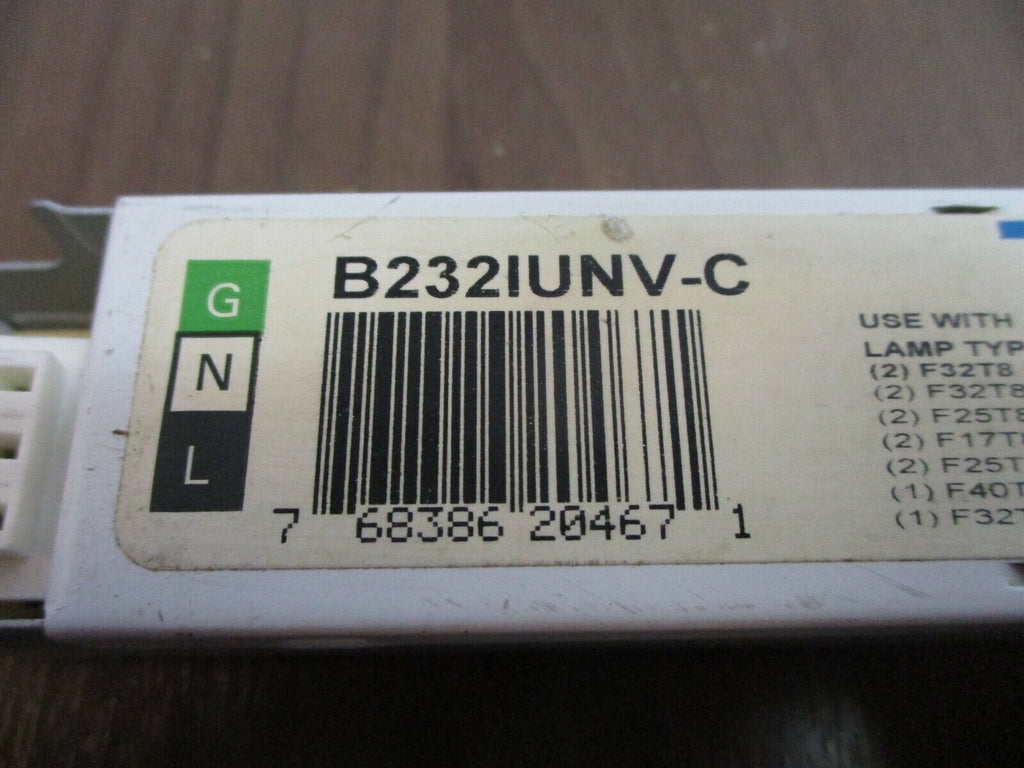 G
N
L
B232IUNV-C
7 68386 20467 1
USE WITH
LAMP TYP
(2) F32T8
(2) F32T8
(2) F25T8
(2) F17T8
(2) F25T
(1) F40T
(1) F32T